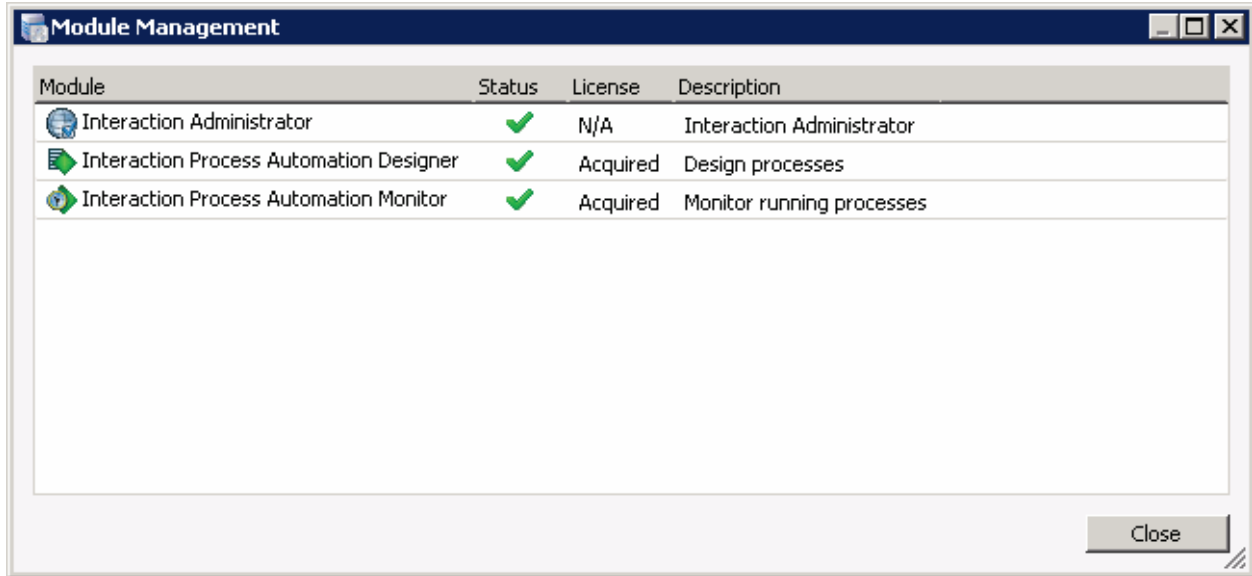 Module Management
Module Status License Description
Interaction Administrator N/A Interaction Administrator
Interaction Process Automation Designer Acquired Design processes
Interaction Process Automation Monitor Acquired Monitor running processes
Close